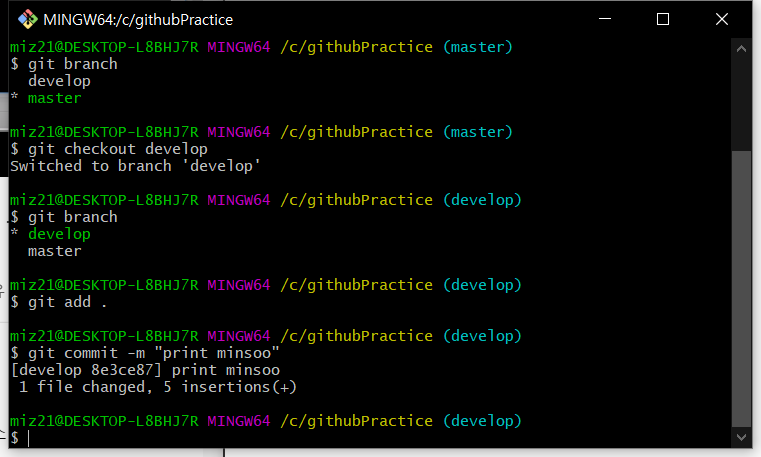 MINGW64:/c/githubPractice
miz21@DESKTOP-L8BHJ7R MINGW64 /c/githubPractice (master)
$ git branch
  develop
* master
miz21@DESKTOP-L8BHJ7R MINGW64 /c/githubPractice (master)
$ git checkout develop
Switched to branch 'develop'
miz21@DESKTOP-L8BHJ7R MINGW64 /c/githubPractice (develop)
$ git branch
* develop
  master
miz21@DESKTOP-L8BHJ7R MINGW64 /c/githubPractice (develop)
$ git add .
miz21@DESKTOP-L8BHJ7R MINGW64 /c/githubPractice (develop)
$ git commit -m "print minsoo"
[develop 8e3ce87] print minsoo
 1 file changed, 5 insertions(+)
miz21@DESKTOP-L8BHJ7R MINGW64 /c/githubPractice (develop)
$